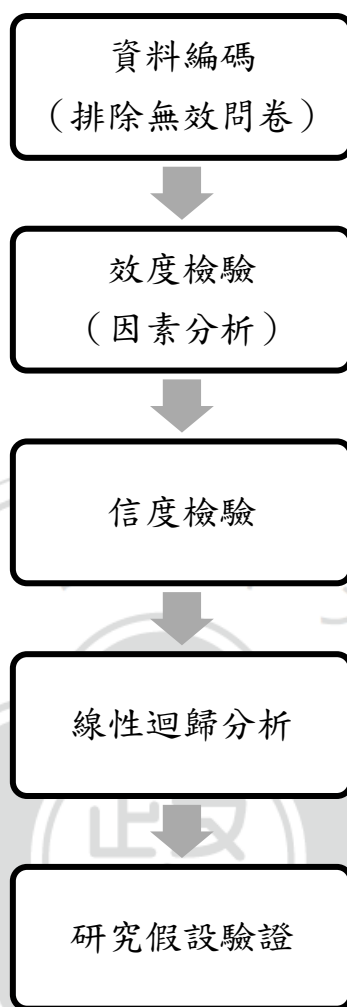 資料編碼
（排除無效問卷）
效度檢驗
（因素分析）
信度檢驗
線性迴歸分析
研究假設驗證